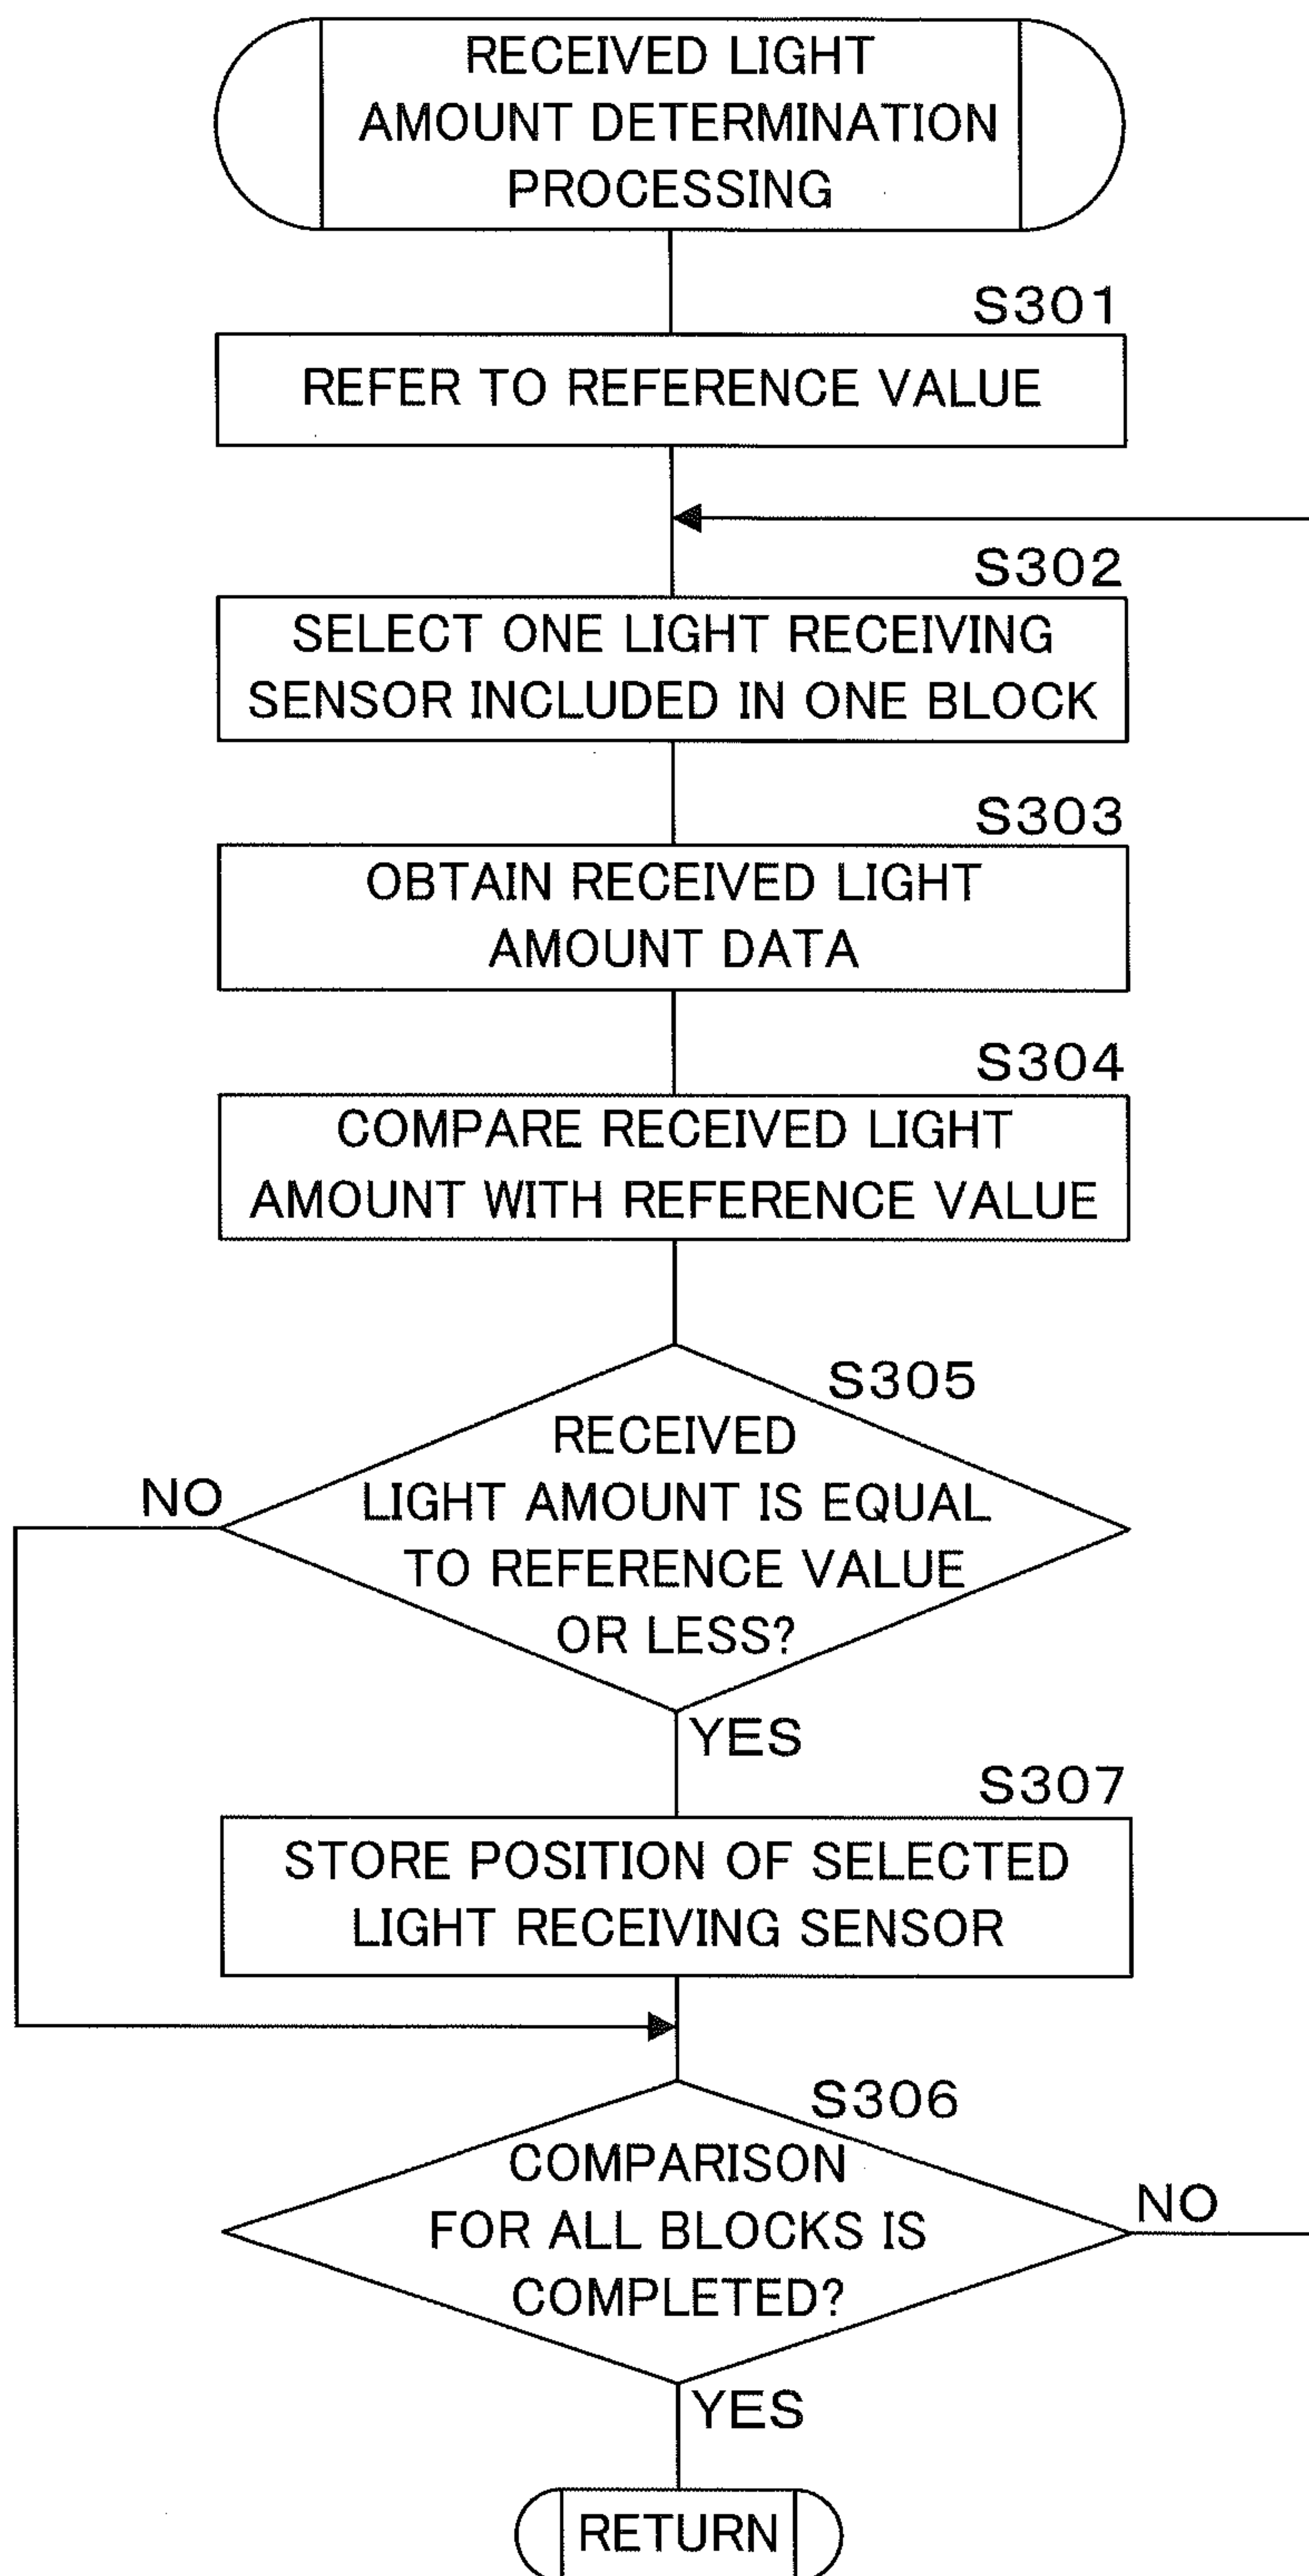 RECEIVED LIGHT
AMOUNT DETERMINATION
PROCESSING
S301
REFER TO REFERENCE VALUE
S302
SELECT ONE LIGHT RECEIVING
SENSOR INCLUDED IN ONE BLOCK
S303
OBTAIN RECEIVED LIGHT
AMOUNT DATA
S304
COMPARE RECEIVED LIGHT
AMOUNT WITH REFERENCE VALUE
S305
RECEIVED
LIGHT AMOUNT IS EQUAL
TO REFERENCE VALUE
OR LESS?
NO
YES
S307
STORE POSITION OF SELECTED
LIGHT RECEIVING SENSOR
S306
COMPARISON
FOR ALL BLOCKS IS
COMPLETED?
NO
YES
RETURN